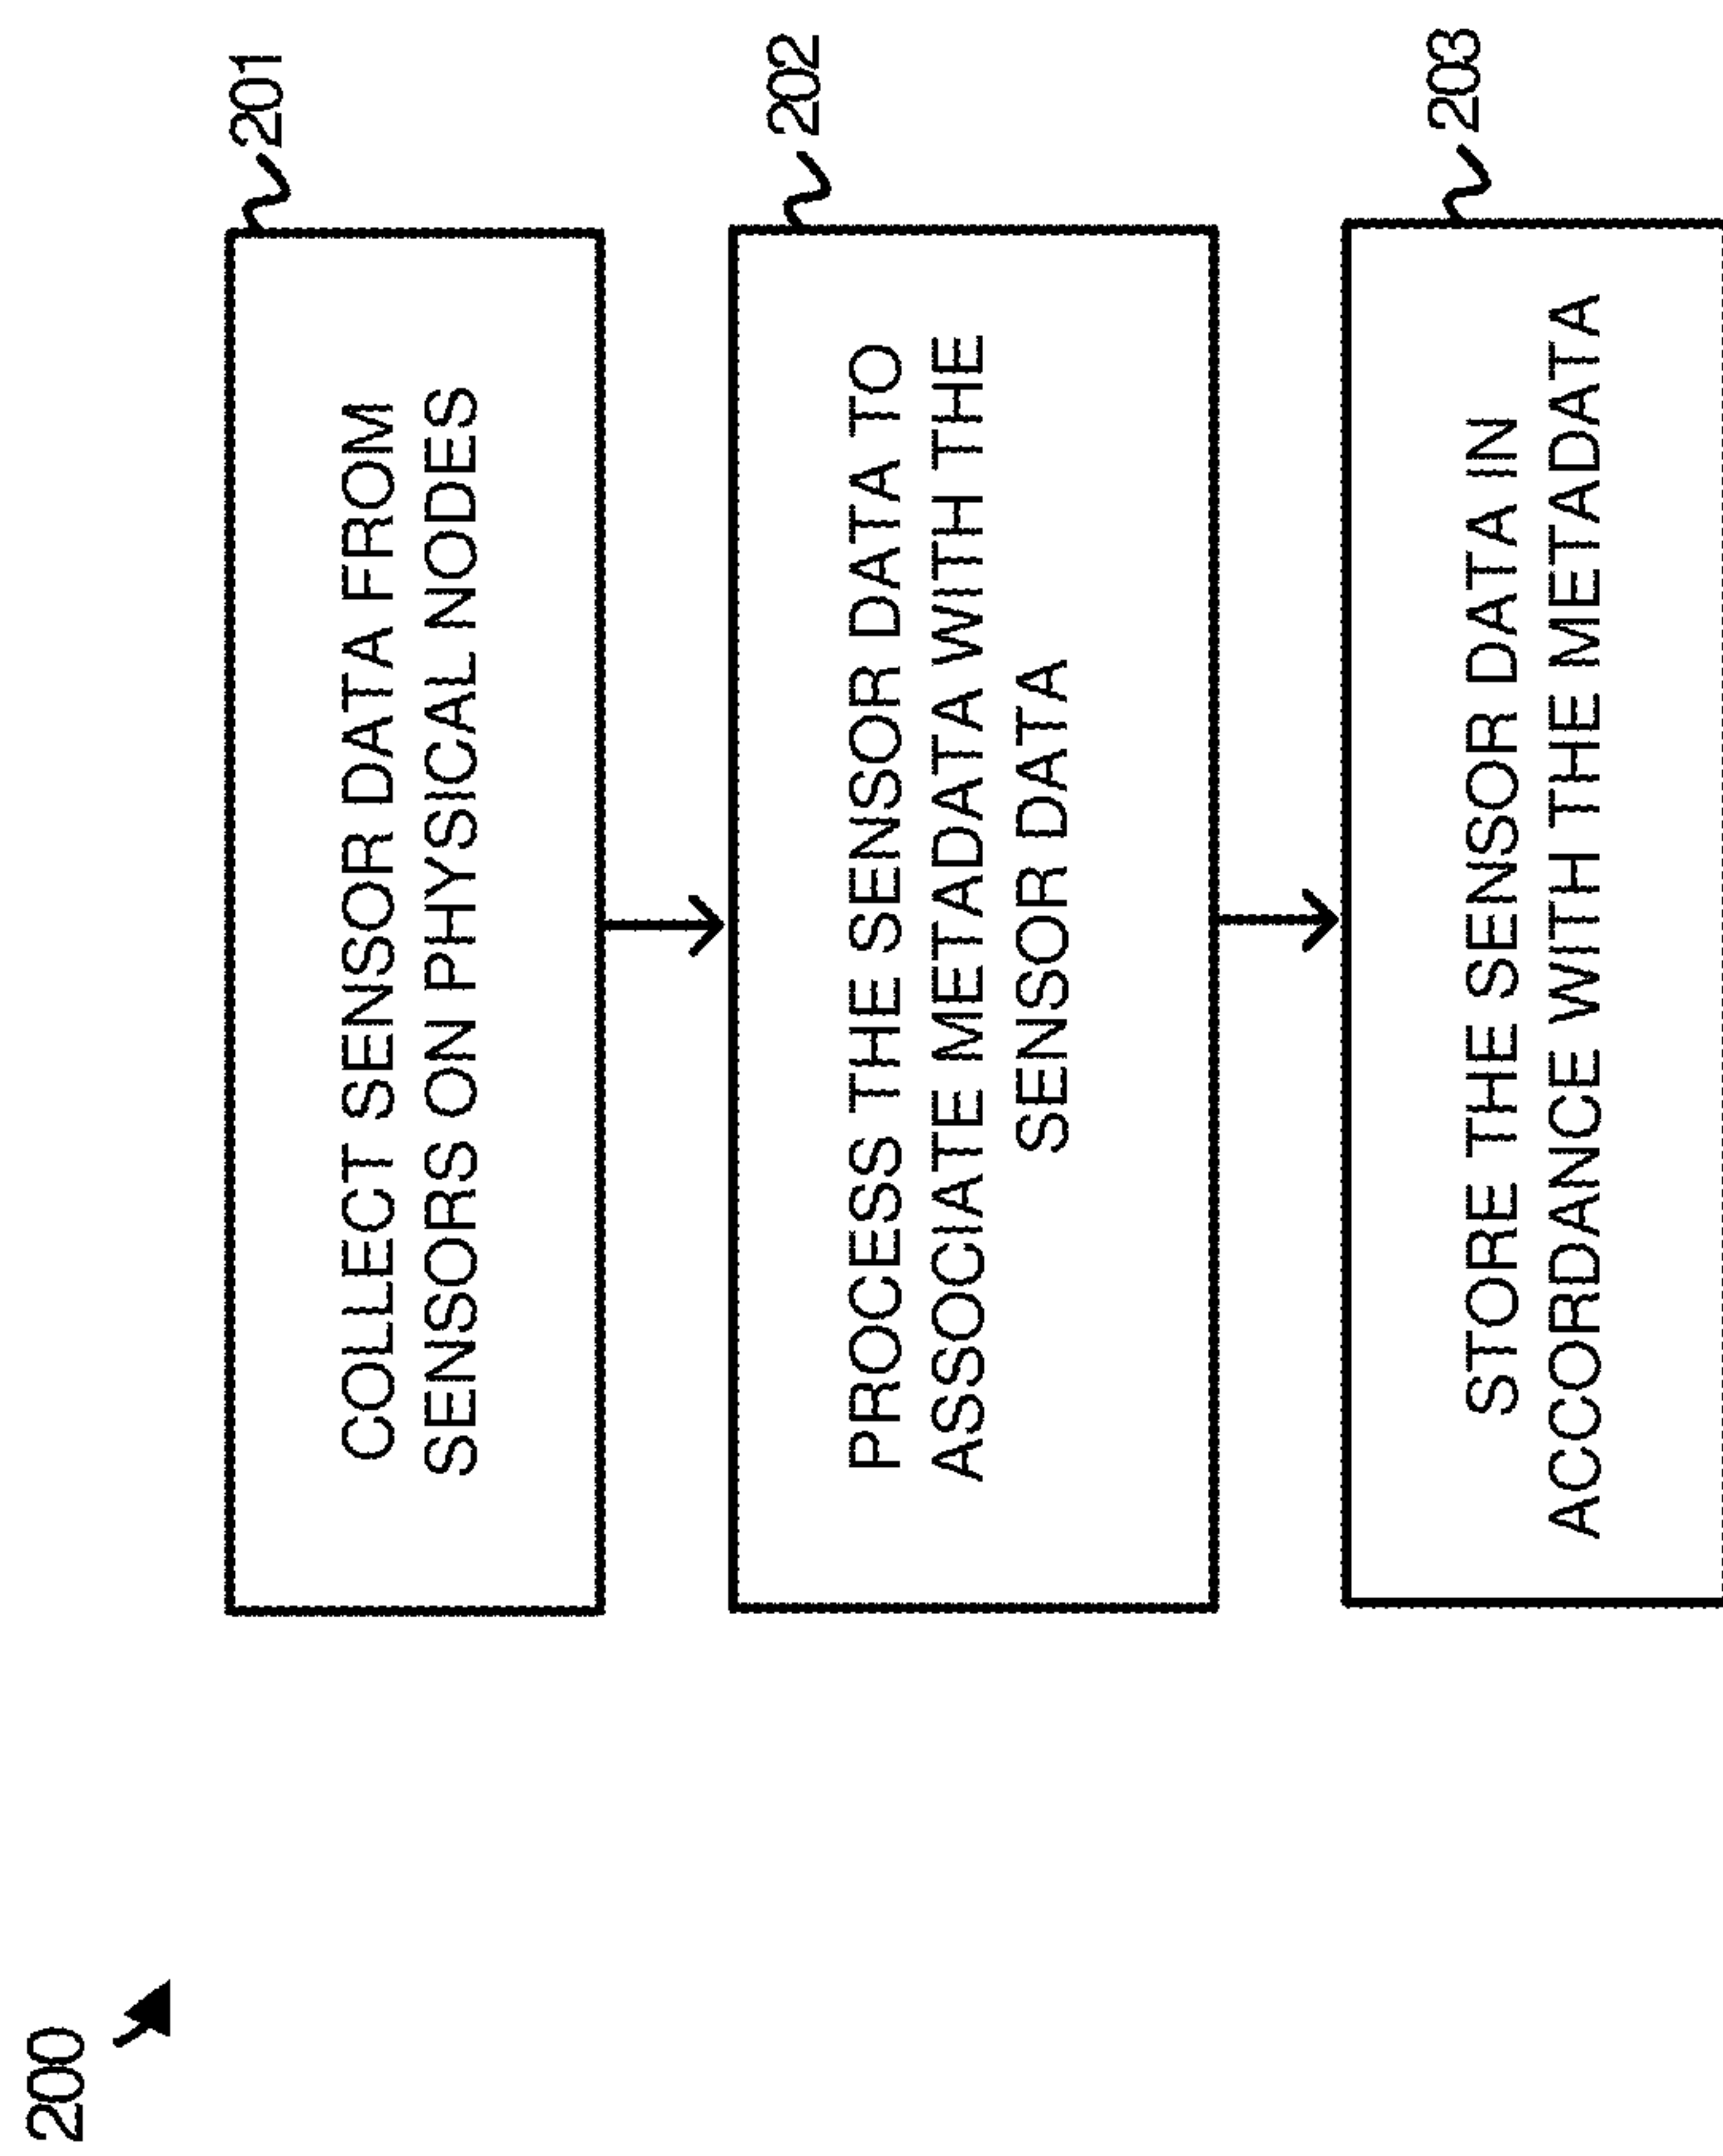 200
201
COLLECT SENSOR DATA FROM
SENSORS ON PHYSICAL NODES
202
PROCESS THE SENSOR DATA TO
ASSOCIATE METADATA WITH THE
SENSOR DATA
203
STORE THE SENSOR DATA IN
ACCORDANCE WITH THE METADATA